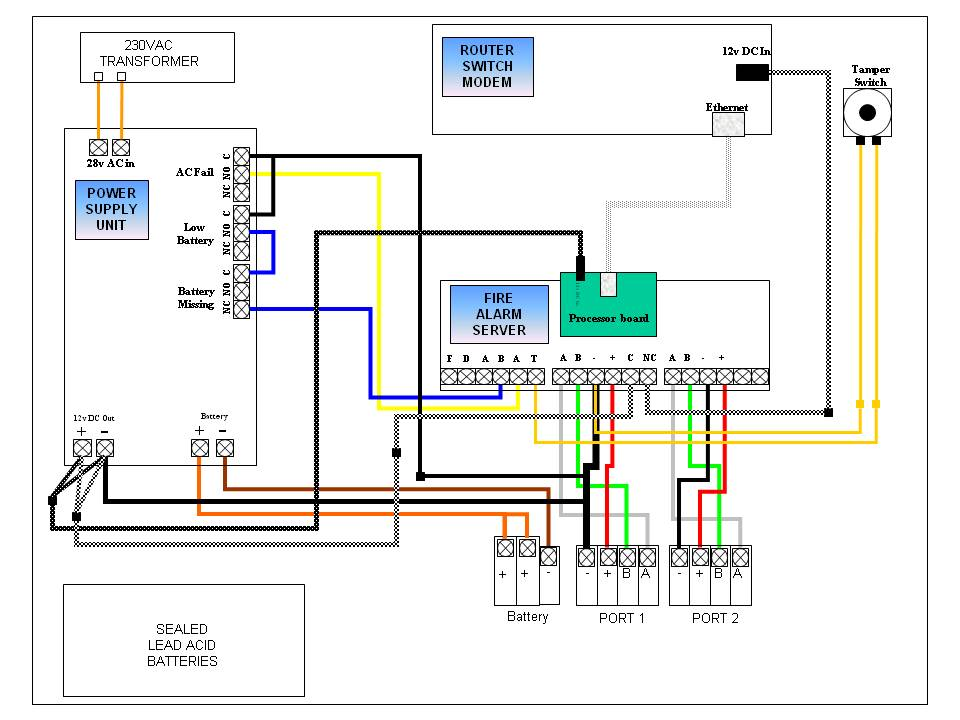 230VAC
TRANSFORMER
28v AC in
POWER
SUPPLY
UNIT
AC Fail
C
NO
NC
Low
Battery
C
NO
NC
Battery
Missing
C
NO
NC
12v DC Out
+ -
Battery
+ -
ROUTER
SWITCH
MODEM
12v DC In
Ethernet
Tamper
Switch
FIRE
ALARM
SERVER
Processor board
F D A B A T
A B - + C NC
A B - +
+ + -
Battery
- + B A
PORT 1
- + B A
PORT 2
SEALED
LEAD ACID
BATTERIES